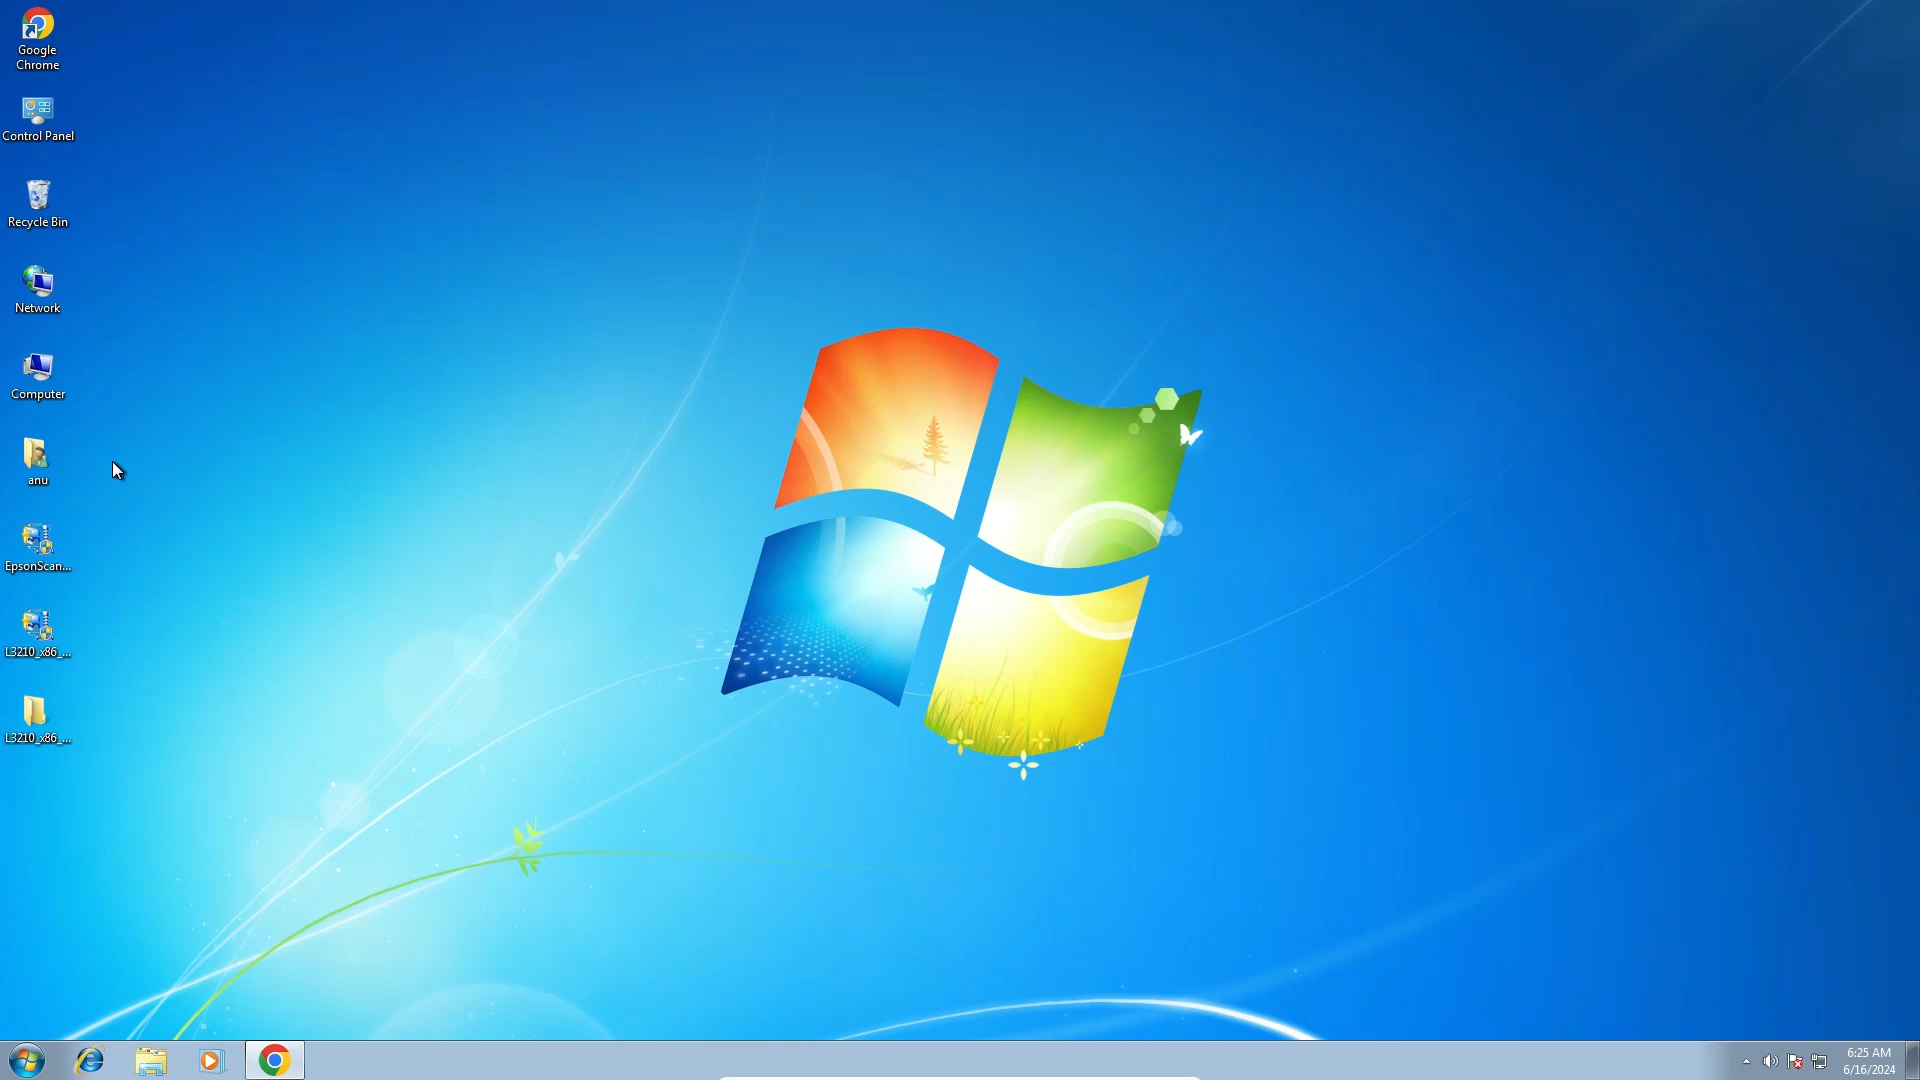 Google
Chrome
Control Panel
Recycle Bin
Network
Computer
anu
EpsonScan...
L3210_x86_...
L3210_x86_...
6:25 AM
6/16/2024